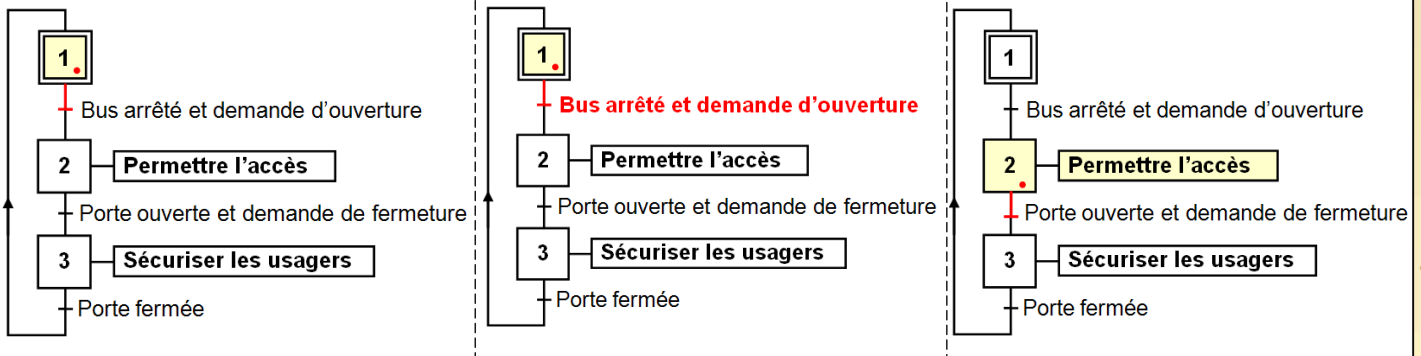 1
Bus arrêté et demande d’ouverture
2
Permettre l’accès
Porte ouverte et demande de fermeture
3
Sécuriser les usagers
Porte fermée
1
Bus arrêté et demande d’ouverture
2
Permettre l’accès
Porte ouverte et demande de fermeture
3
Sécuriser les usagers
Porte fermée
1
Bus arrêté et demande d’ouverture
2
Permettre l’accès
Porte ouverte et demande de fermeture
3
Sécuriser les usagers
Porte fermée